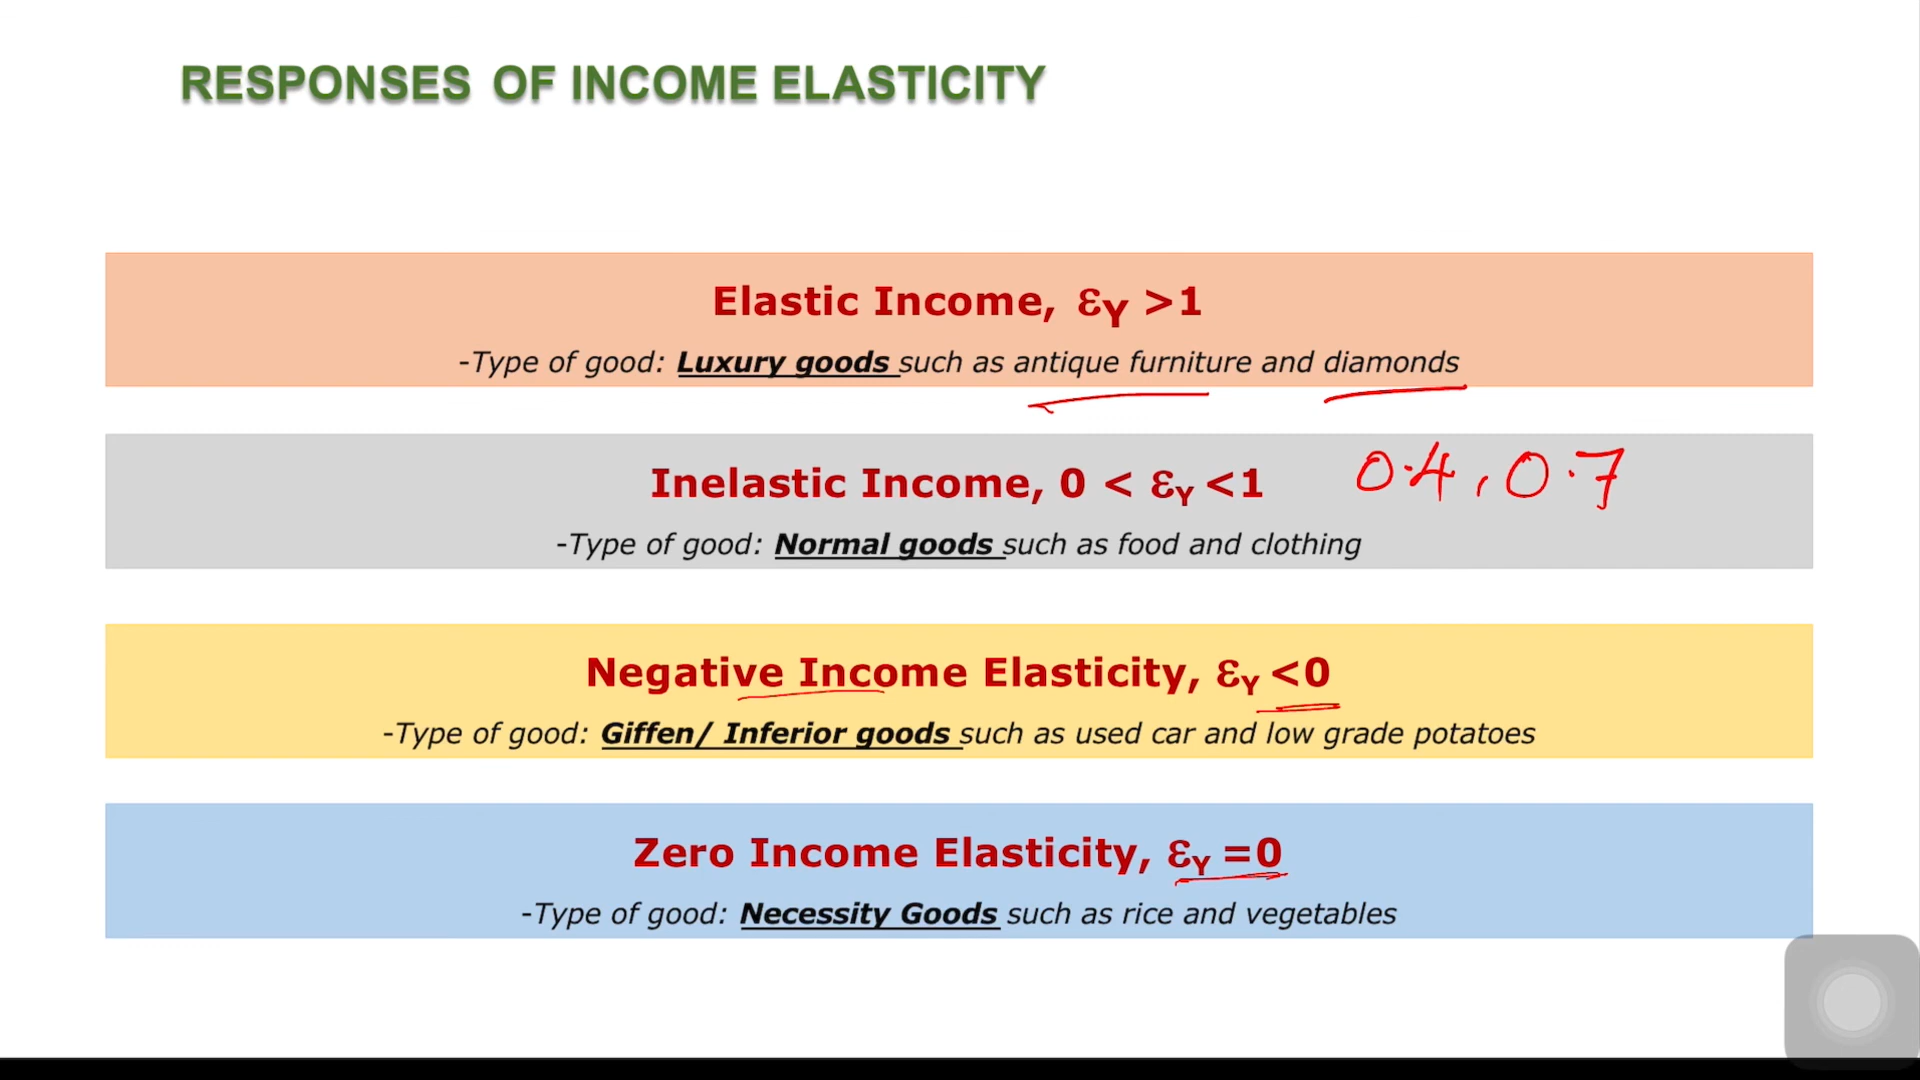 RESPONSES OF INCOME ELASTICITY
Elastic Income, εY >1
-Type of good: Luxury goods such as antique furniture and diamonds
Inelastic Income, 0 < εY <1 0.4, 0.7
-Type of good: Normal goods such as food and clothing
Negative Income Elasticity, εY <0
-Type of good: Giffen/ Inferior goods such as used car and low grade potatoes
Zero Income Elasticity, εY =0
-Type of good: Necessity Goods such as rice and vegetables